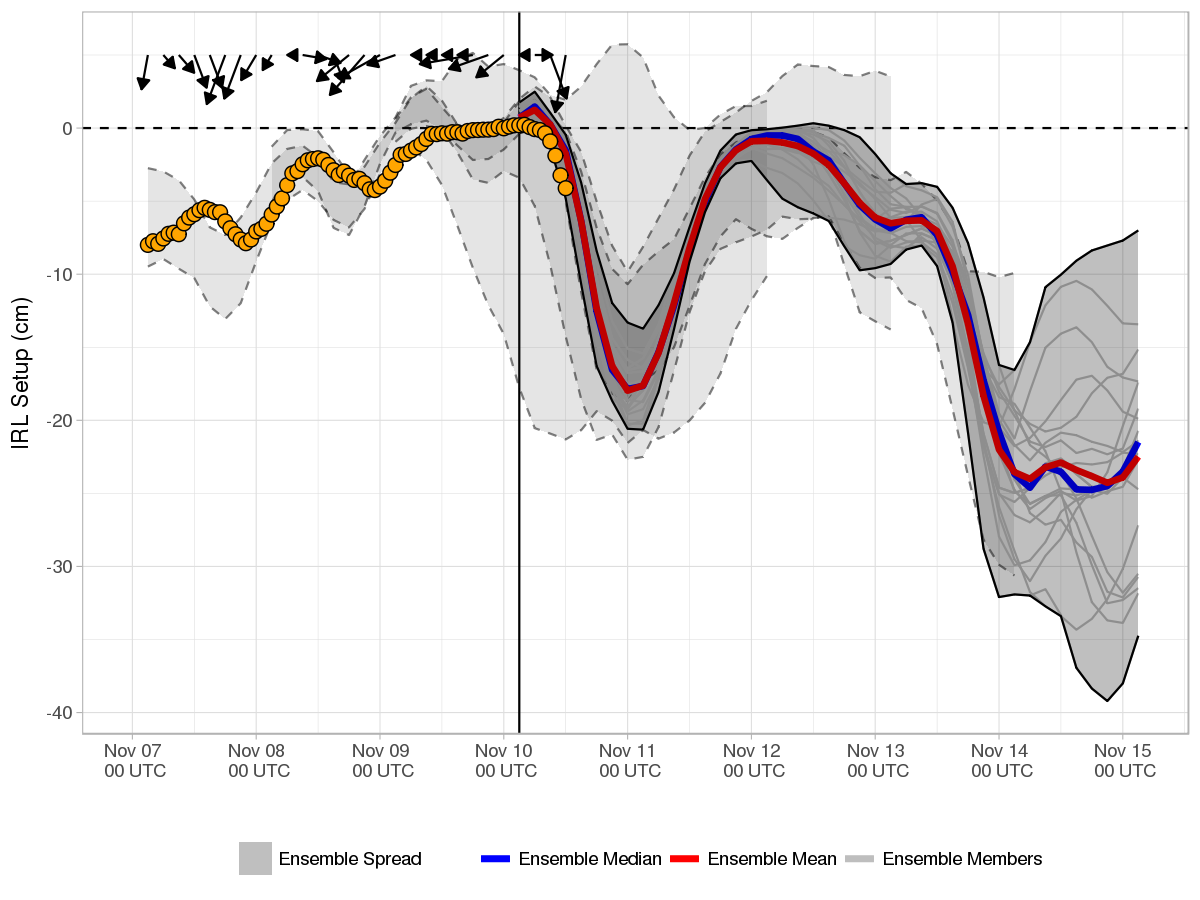 IRL Setup (cm)
0
-10
-20
-30
-40
Nov 07 Nov 08 Nov 09 Nov 10 Nov 11 Nov 12 Nov 13 Nov 14 Nov 15
00 UTC 00 UTC 00 UTC 00 UTC 00 UTC 00 UTC 00 UTC 00 UTC 00 UTC
Ensemble Spread Ensemble Median Ensemble Mean Ensemble Members